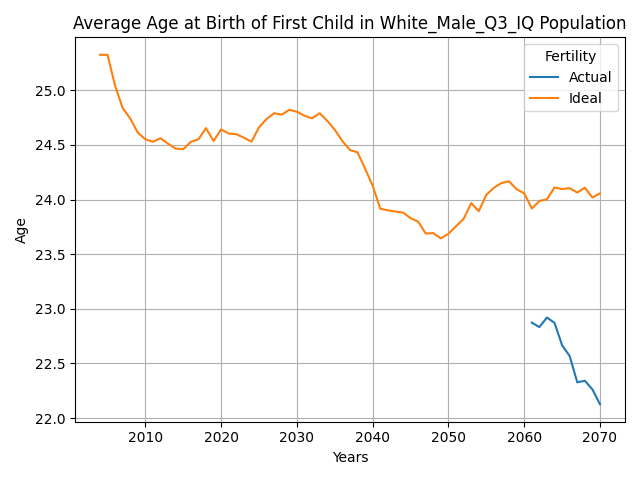 Average Age at Birth of First Child in White_Male_Q3_IQ Population
Fertility
Actual
Ideal
25.0
24.5
24.0
23.5
23.0
22.5
22.0
Age
2010
2020
2030
2040
2050
2060
2070
Years